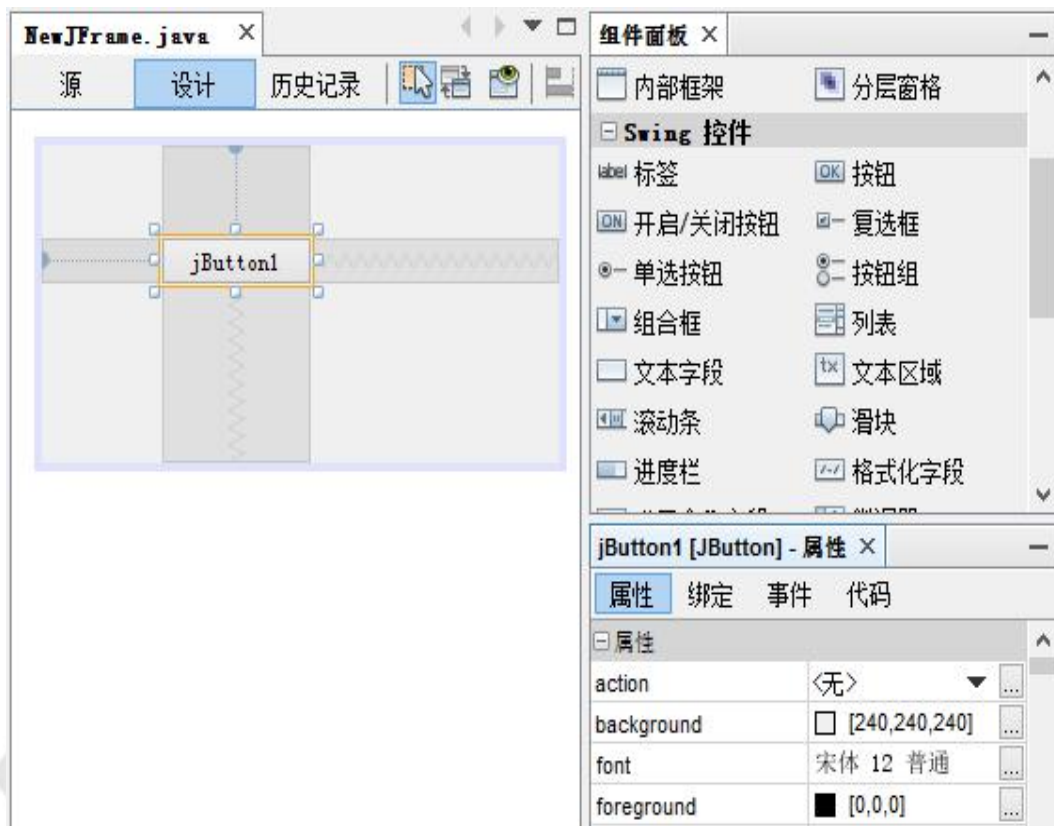 NewJFrame.java
源 设计 历史记录
jButton1
组件面板
内部框架 分层窗格
Swing 控件
label 标签 OK 按钮
ON 开启/关闭按钮 复选框
单选按钮 按钮组
组合框 列表
文本字段 tx 文本区域
滚动条 滑块
进度栏 格式化字段
jButton1 [JButton] - 属性
属性 绑定 事件 代码
属性
action <无> ...
background [240,240,240] ...
font 宋体 12 普通 ...
foreground [0,0,0] ...